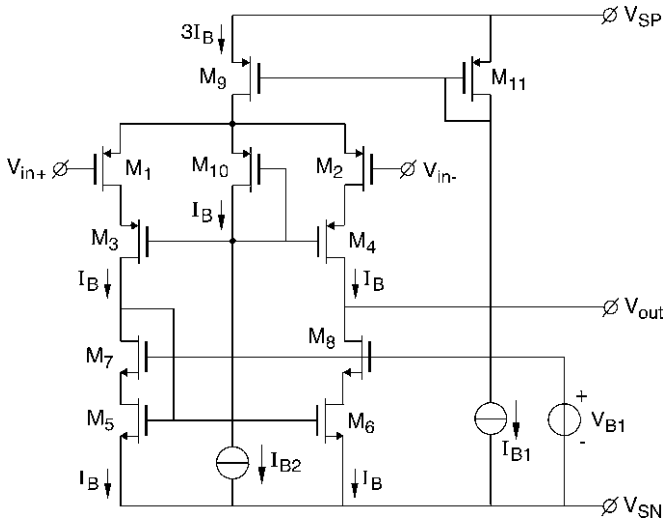 3I_B
V_SP
M_9
M_11
V_in+
M_1
M_10
M_2
V_in-
I_B
M_3
M_4
I_B
I_B
V_out
M_7
M_8
M_5
M_6
I_B1
+
V_B1
-
I_B
I_B2
I_B
V_SN